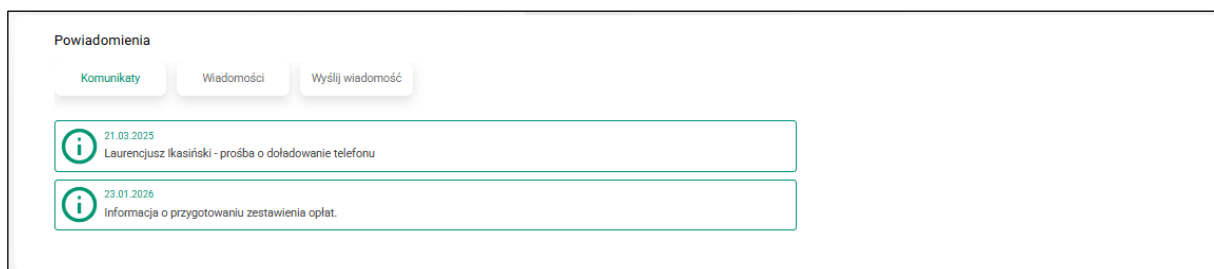 Powiadomienia
Komunikaty Wiadomości Wyślij wiadomość
21.03.2025
Laurencjusz Ikasiński - prośba o doładowanie telefonu
23.01.2026
Informacja o przygotowaniu zestawienia opłat.